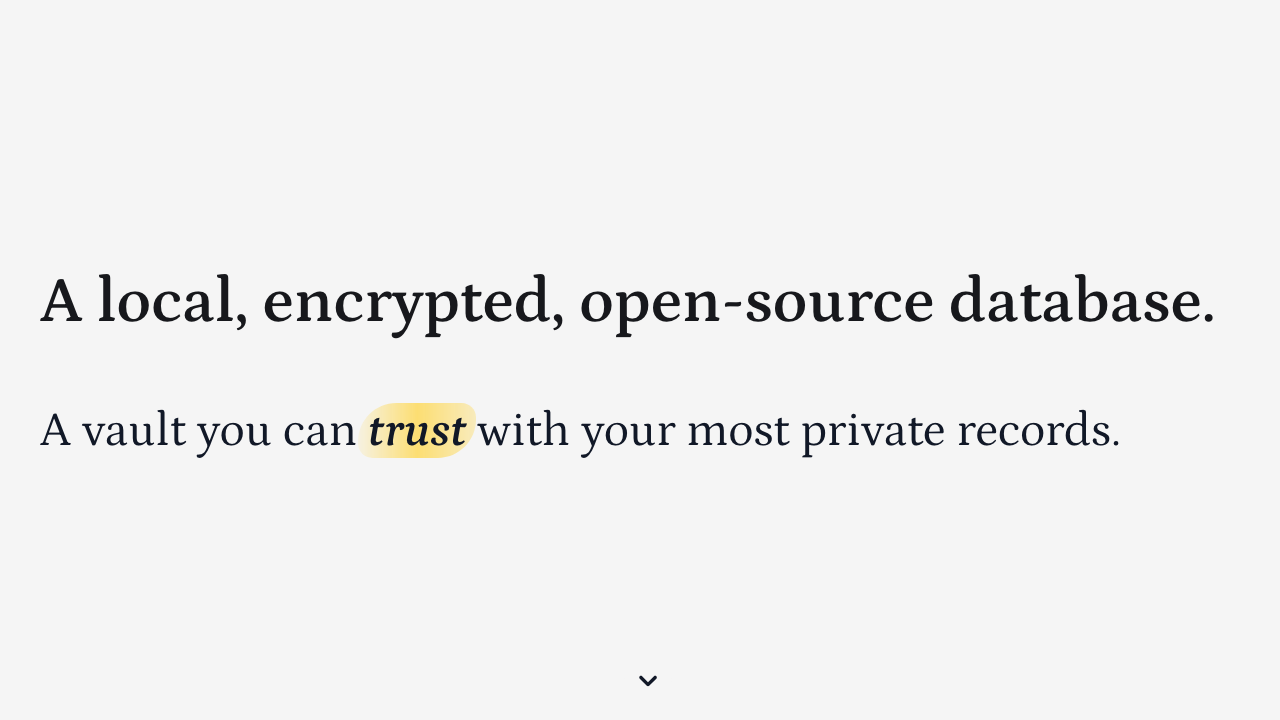 A local, encrypted, open-source database.
A vault you can trust with your most private records.